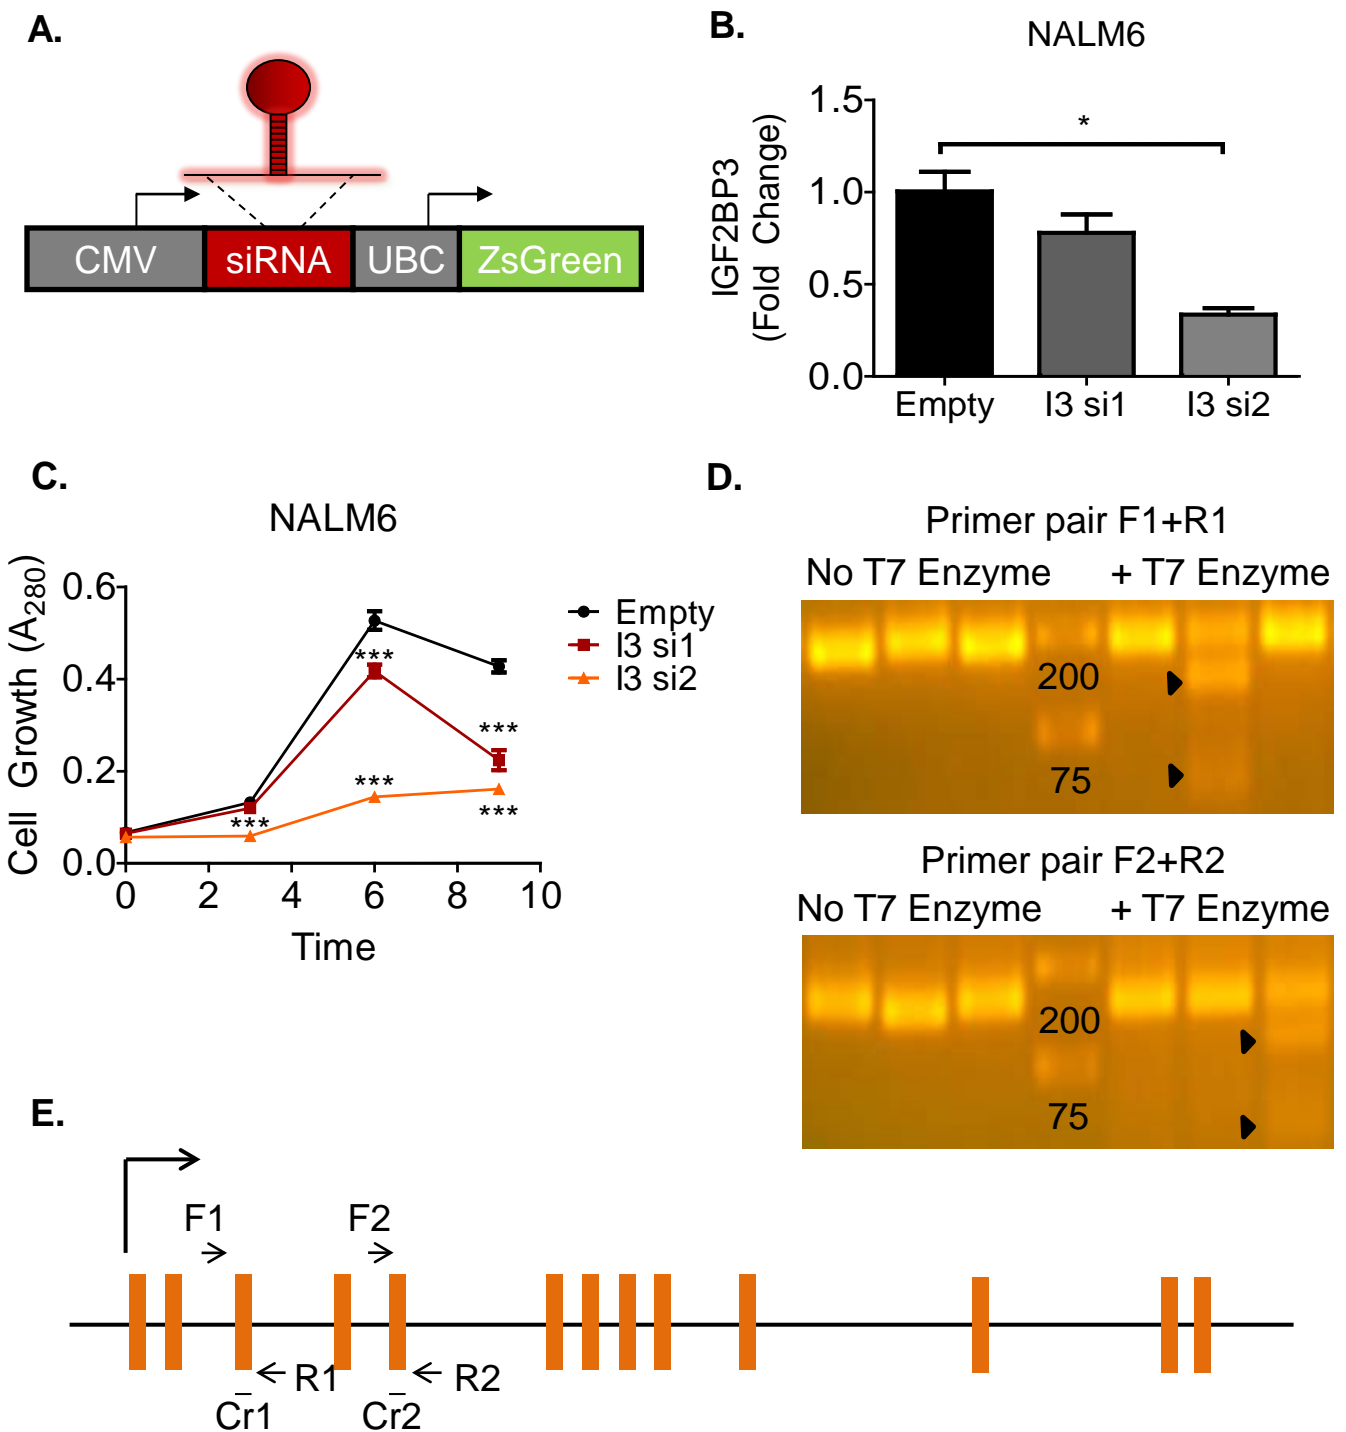 A.
CMV siRNA UBC ZsGreen
B.
NALM6
IGF2BP3
(Fold Change)
1.5
1.0
0.5
0.0
*
Empty I3 si1 I3 si2
C.
NALM6
Cell Growth (A280)
0.6
0.4
0.2
0.0
0 2 4 6 8 10
Time
***
***
***
***
***
Empty
I3 si1
I3 si2
D.
Primer pair F1+R1
No T7 Enzyme + T7 Enzyme
200
75
Primer pair F2+R2
No T7 Enzyme + T7 Enzyme
200
75
E.
F1 F2
R1 R2
Cr1 Cr2